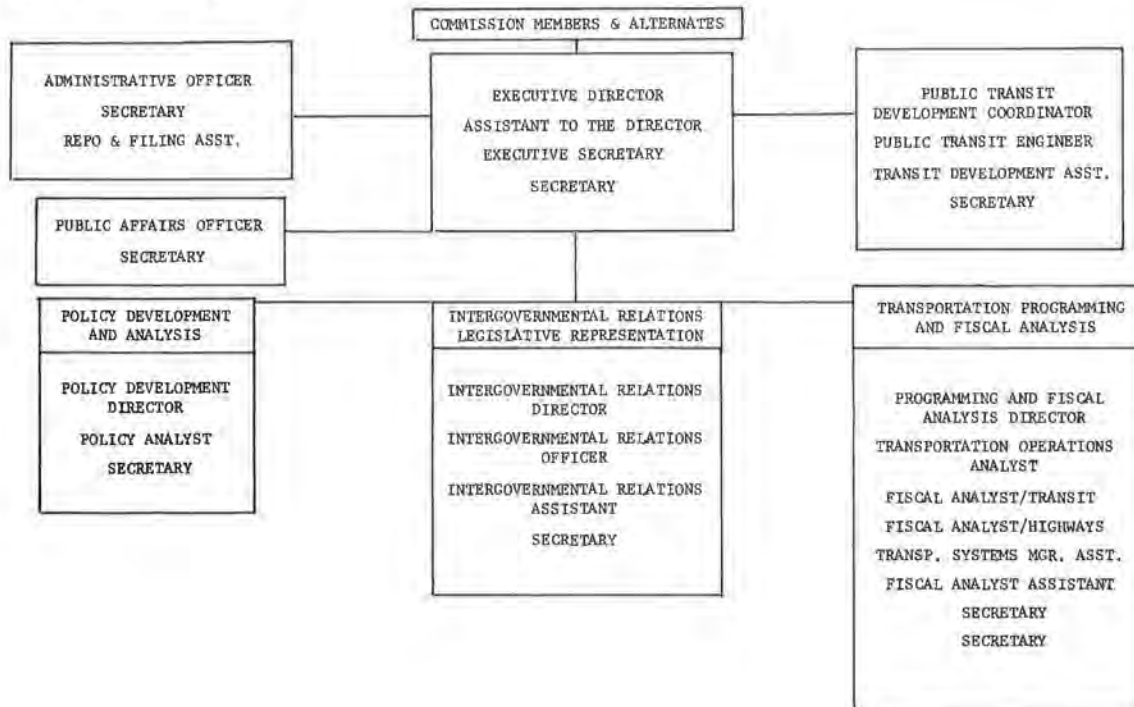 COMMISSION MEMBERS & ALTERNATES
ADMINISTRATIVE OFFICER
SECRETARY
REPO & FILING ASST.
EXECUTIVE DIRECTOR
ASSISTANT TO THE DIRECTOR
EXECUTIVE SECRETARY
SECRETARY
PUBLIC TRANSIT
DEVELOPMENT COORDINATOR
PUBLIC TRANSIT ENGINEER
TRANSIT DEVELOPMENT ASST.
SECRETARY
PUBLIC AFFAIRS OFFICER
SECRETARY
POLICY DEVELOPMENT
AND ANALYSIS
POLICY DEVELOPMENT
DIRECTOR
POLICY ANALYST
SECRETARY
INTERGOVERNMENTAL RELATIONS
LEGISLATIVE REPRESENTATION
INTERGOVERNMENTAL RELATIONS
DIRECTOR
INTERGOVERNMENTAL RELATIONS
OFFICER
INTERGOVERNMENTAL RELATIONS
ASSISTANT
SECRETARY
TRANSPORTATION PROGRAMMING
AND FISCAL ANALYSIS
PROGRAMMING AND FISCAL
ANALYSIS DIRECTOR
TRANSPORTATION OPERATIONS
ANALYST
FISCAL ANALYST/TRANSIT
FISCAL ANALYST/HIGHWAYS
TRANSP. SYSTEMS MGR. ASST.
FISCAL ANALYST ASSISTANT
SECRETARY
SECRETARY